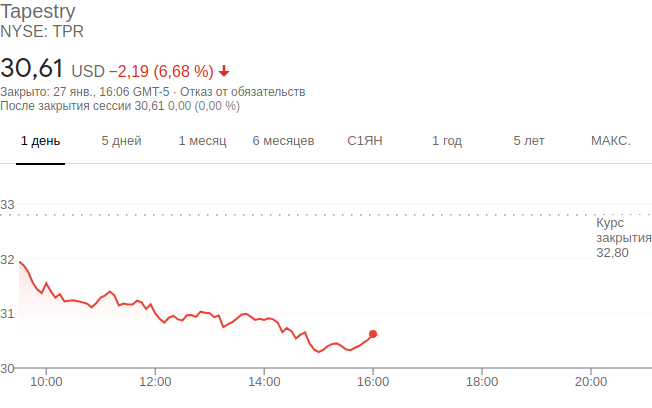 Tapestry
NYSE: TPR
30,61 USD −2,19 (6,68 %)
Закрыто: 27 янв., 16:06 GMT-5 · Отказ от обязательств
После закрытия сессии 30,61 0,00 (0,00 %)
1 день 5 дней 1 месяц 6 месяцев С1ЯН 1 год 5 лет МАКС.
33
Курс
закрытия
32,80
32
31
30
10:00 12:00 14:00 16:00 18:00 20:00